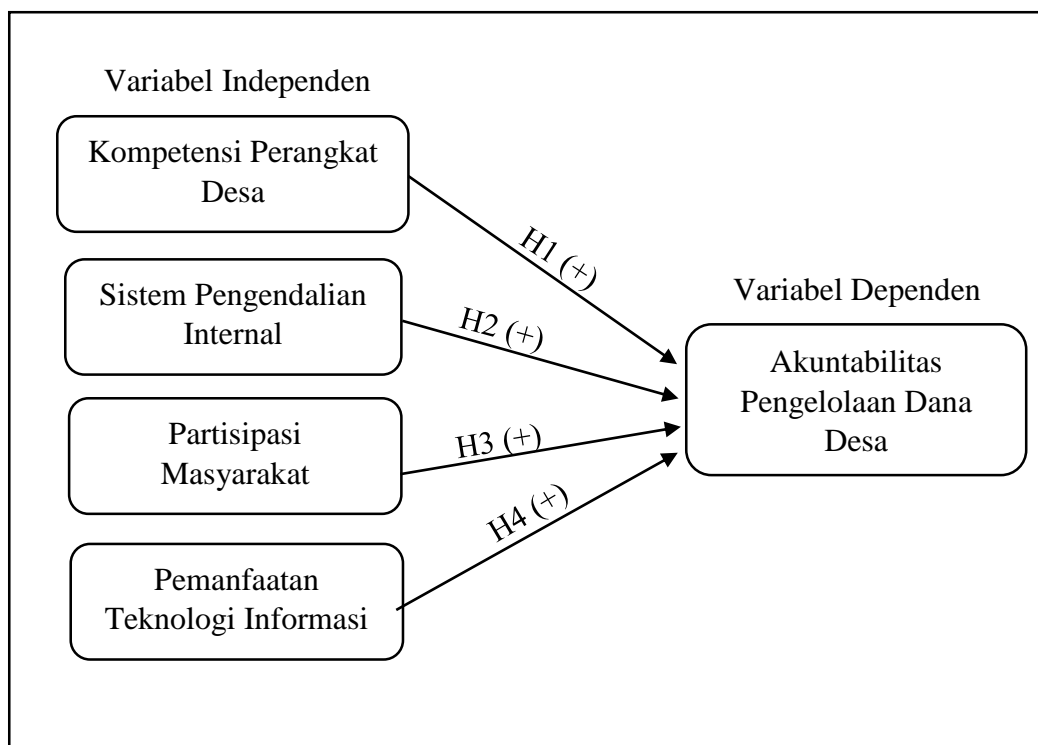 Variabel Independen
Kompetensi Perangkat
Desa
H1 (+)
Sistem Pengendalian
Internal
H2 (+)
Variabel Dependen
Akuntabilitas
Pengelolaan Dana
Desa
Partisipasi
Masyarakat
H3 (+)
H4 (+)
Pemanfaatan
Teknologi Informasi